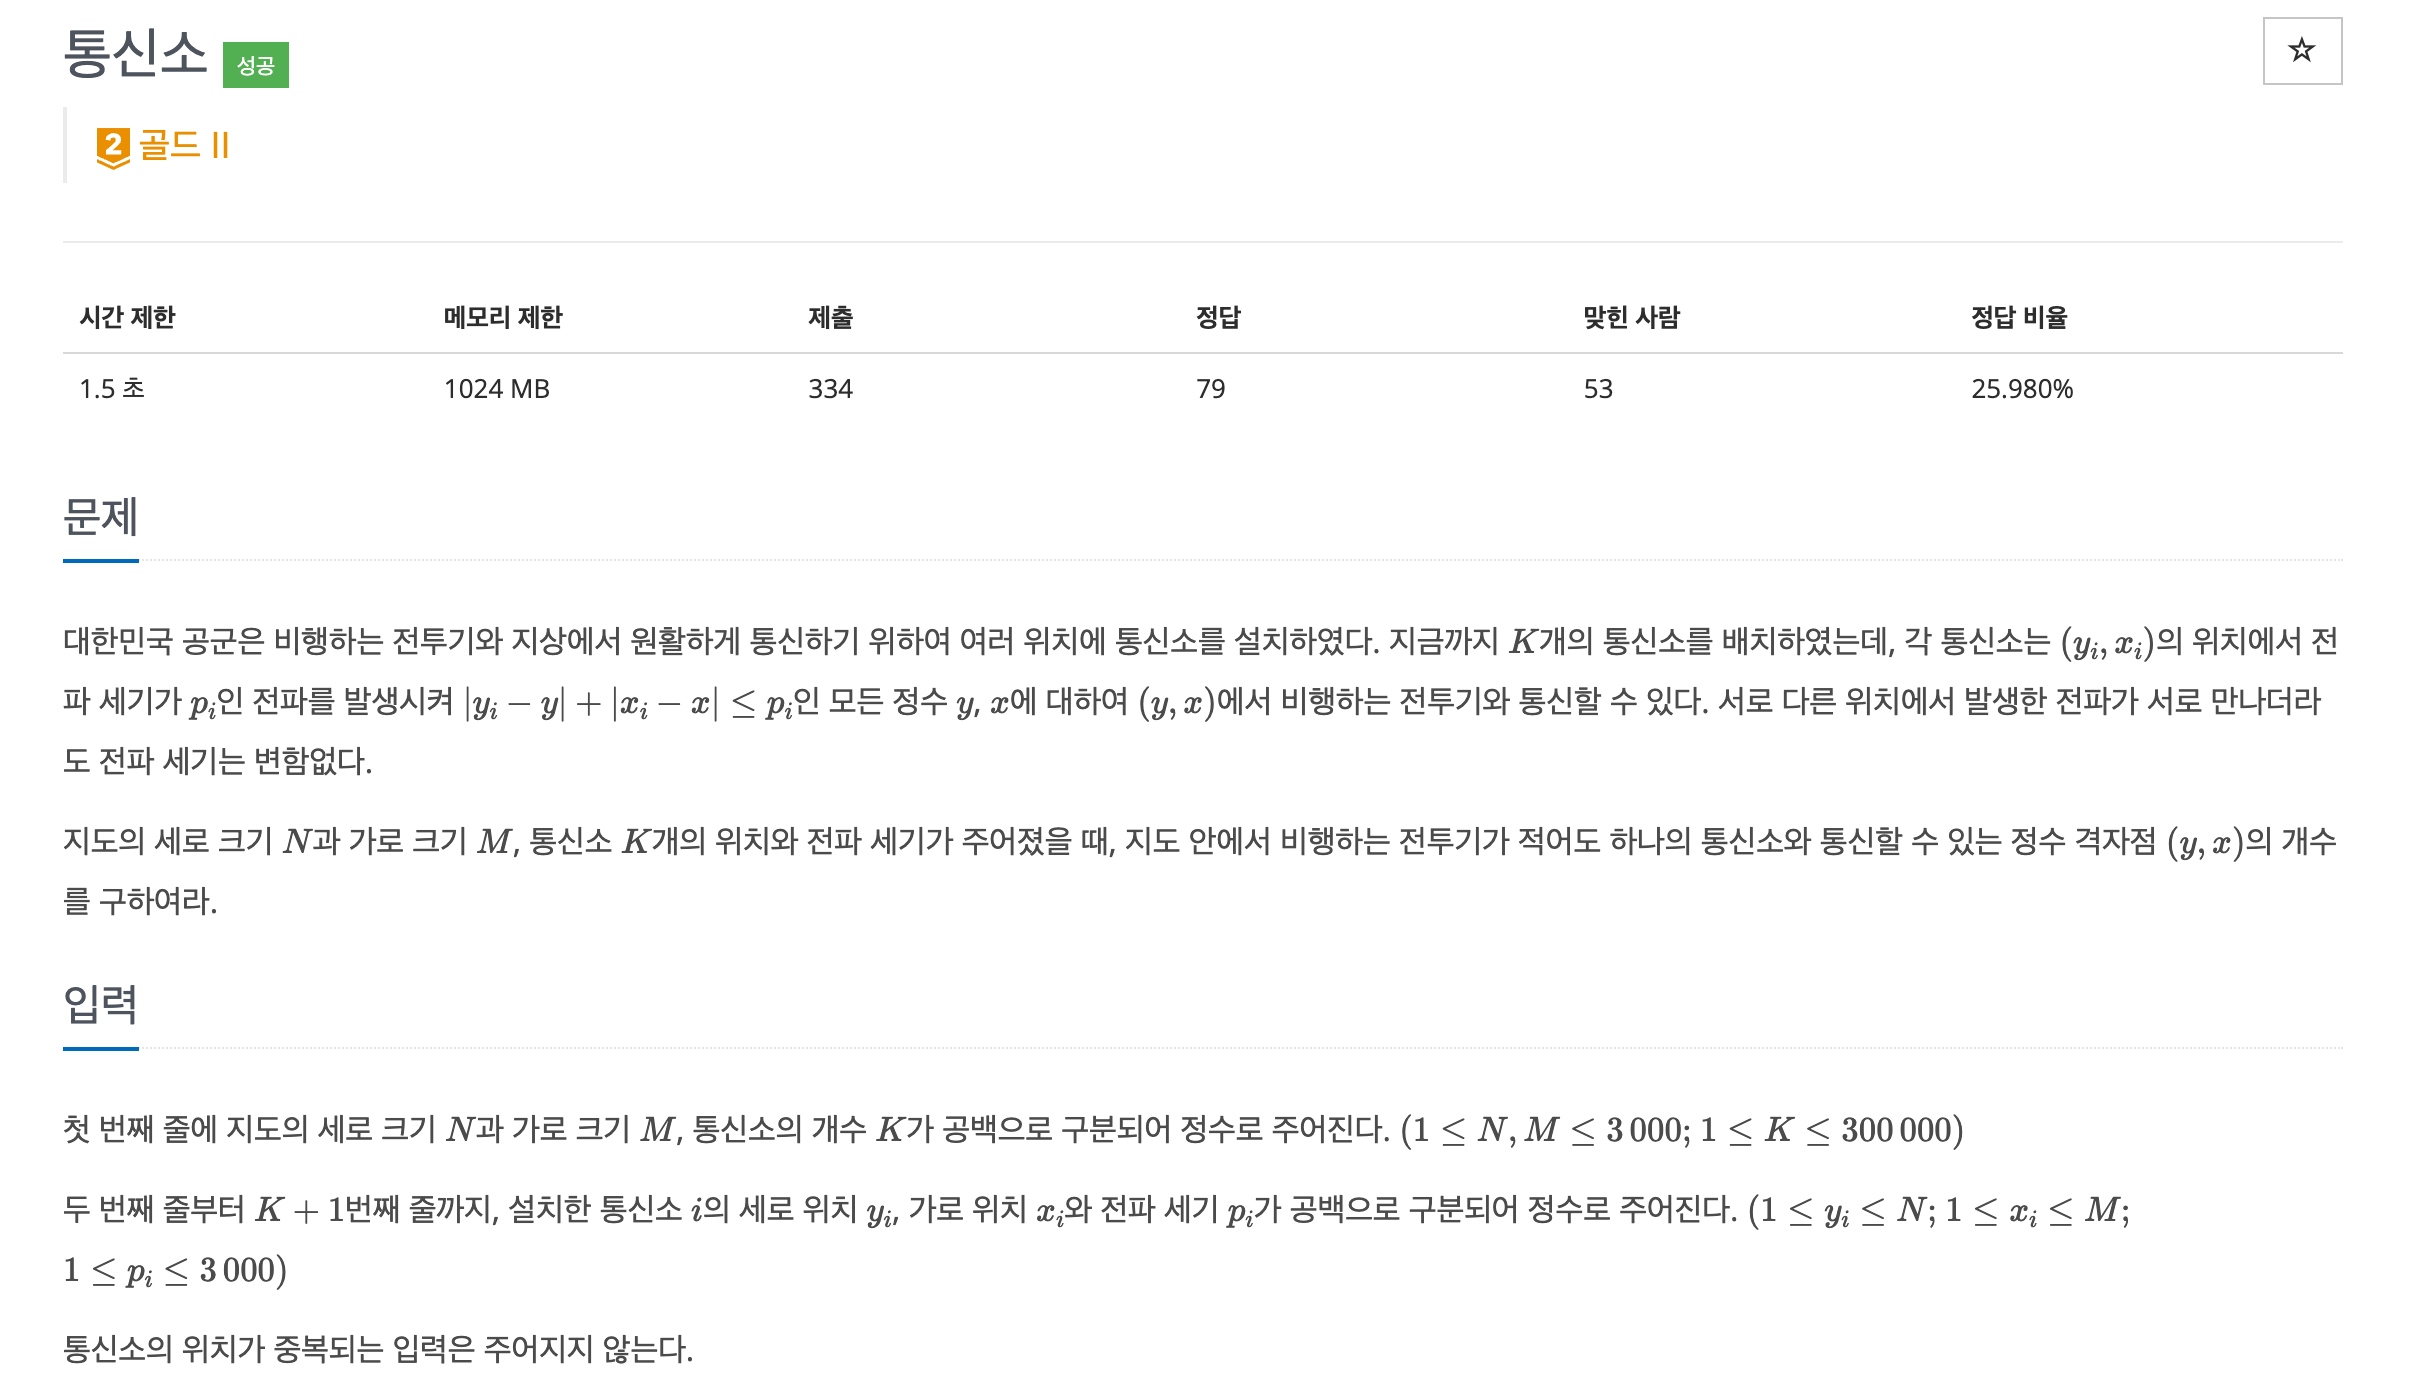 통신소 성공
2 골드 II
시간 제한 메모리 제한 제출 정답 맞힌 사람 정답 비율
1.5 초 1024 MB 334 79 53 25.980%
문제
대한민국 공군은 비행하는 전투기와 지상에서 원활하게 통신하기 위하여 여러 위치에 통신소를 설치하였다. 지금까지 K개의 통신소를 배치하였는데, 각 통신소는 (yᵢ, xᵢ)의 위치에서 전
파 세기가 pᵢ인 전파를 발생시켜 |yᵢ − y| + |xᵢ − x| ≤ pᵢ인 모든 정수 y, x에 대하여 (y, x)에서 비행하는 전투기와 통신할 수 있다. 서로 다른 위치에서 발생한 전파가 서로 만나더라
도 전파 세기는 변함없다.
지도의 세로 크기 N과 가로 크기 M, 통신소 K개의 위치와 전파 세기가 주어졌을 때, 지도 안에서 비행하는 전투기가 적어도 하나의 통신소와 통신할 수 있는 정수 격자점 (y, x)의 개수
를 구하여라.
입력
첫 번째 줄에 지도의 세로 크기 N과 가로 크기 M, 통신소의 개수 K가 공백으로 구분되어 정수로 주어진다. (1 ≤ N, M ≤ 3 000; 1 ≤ K ≤ 300 000)
두 번째 줄부터 K + 1번째 줄까지, 설치한 통신소 i의 세로 위치 yᵢ, 가로 위치 xᵢ와 전파 세기 pᵢ가 공백으로 구분되어 정수로 주어진다. (1 ≤ yᵢ ≤ N; 1 ≤ xᵢ ≤ M;
1 ≤ pᵢ ≤ 3 000)
통신소의 위치가 중복되는 입력은 주어지지 않는다.